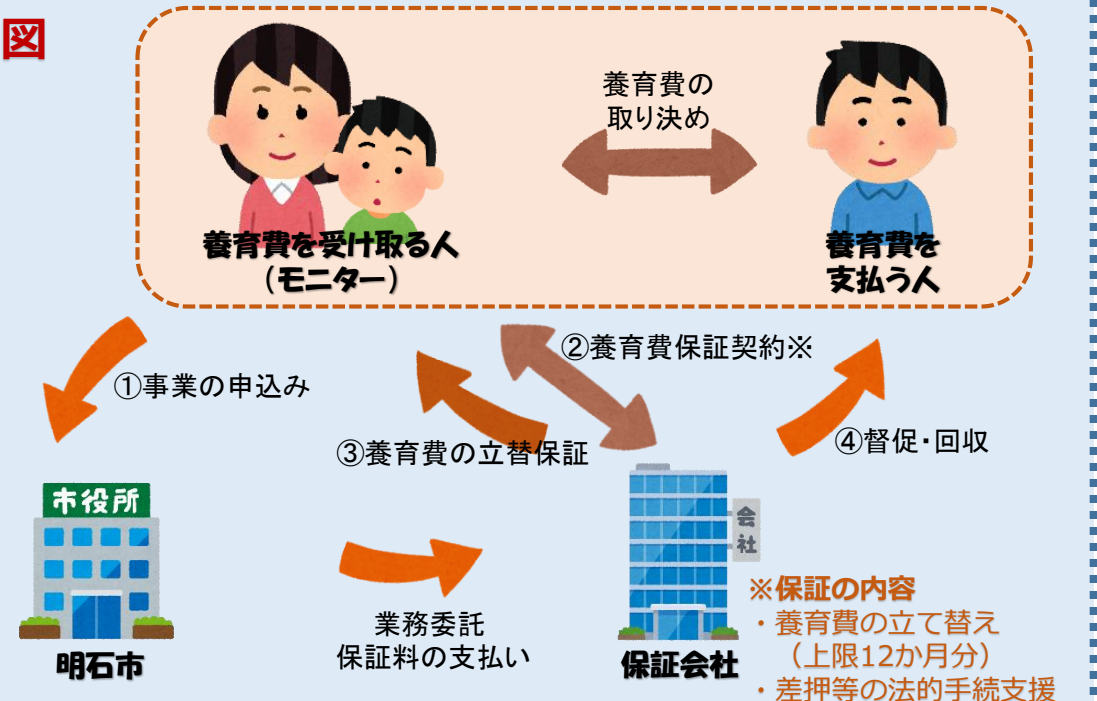 図
養育費の
取り決め
養育費を受け取る人
（モニター）
養育費を
支払う人
①事業の申込み
②養育費保証契約※
③養育費の立替保証
④督促・回収
市役所
会社
業務委託
保証料の支払い
明石市
保証会社
※保証の内容
・養育費の立て替え
（上限12か月分）
・差押等の法的手続支援